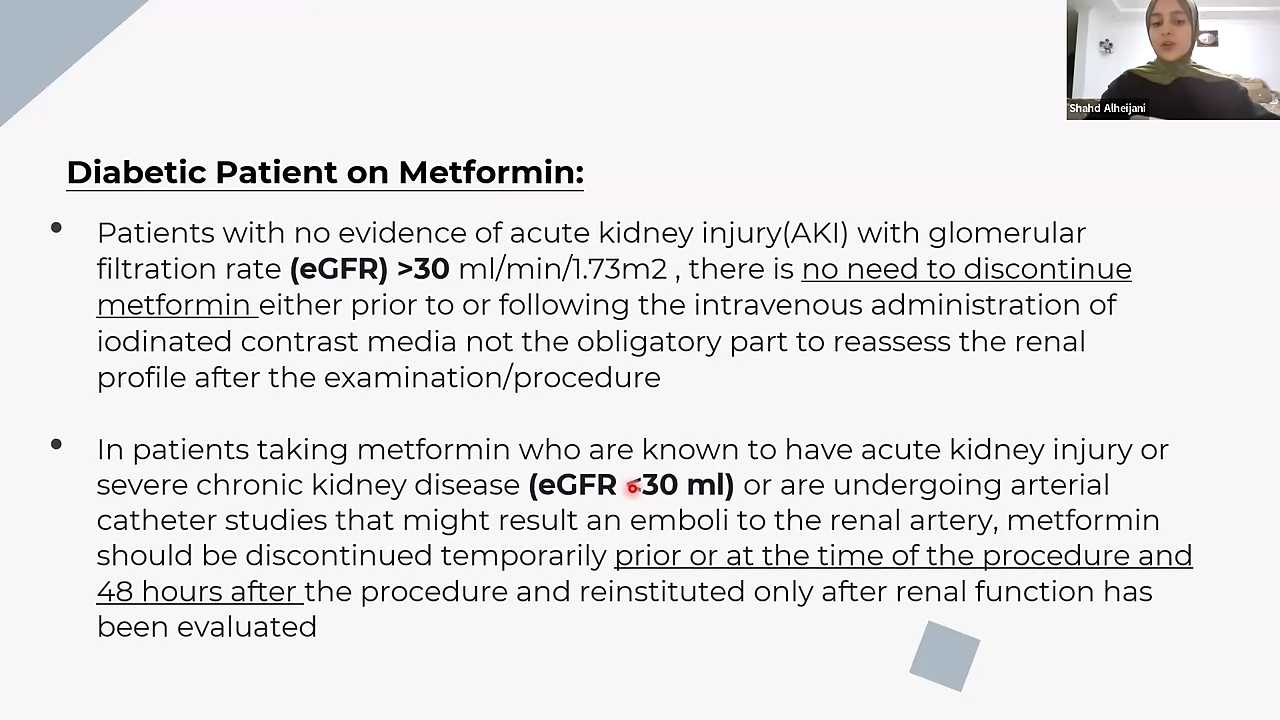 Shahd Alheijani
Diabetic Patient on Metformin:
• Patients with no evidence of acute kidney injury(AKI) with glomerular
filtration rate (eGFR) >30 ml/min/1.73m2 , there is no need to discontinue
metformin either prior to or following the intravenous administration of
iodinated contrast media not the obligatory part to reassess the renal
profile after the examination/procedure
• In patients taking metformin who are known to have acute kidney injury or
severe chronic kidney disease (eGFR <30 ml) or are undergoing arterial
catheter studies that might result an emboli to the renal artery, metformin
should be discontinued temporarily prior or at the time of the procedure and
48 hours after the procedure and reinstituted only after renal function has
been evaluated